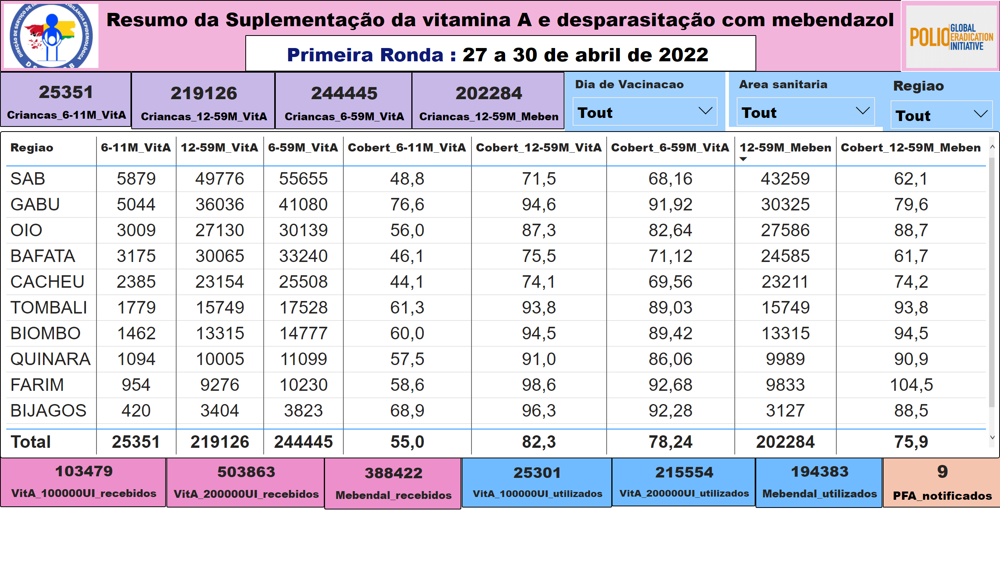 DIREÇÃO DE SERVIÇO DE VIGILÂNCIA EPIDEMIOLÓGICA
Resumo da Suplementação da vitamina A e desparasitação com mebendazol
Primeira Ronda : 27 a 30 de abril de 2022
POLIO GLOBAL
ERADICATION
INITIATIVE
25351
Criancas_6-11M_VitA
219126
Criancas_12-59M_VitA
244445
Criancas_6-59M_VitA
202284
Criancas_12-59M_Meben
Dia de Vacinacao
Tout
Area sanitaria
Tout
Regiao
Tout
Regiao 6-11M_VitA 12-59M_VitA 6-59M_VitA Cobert_6-11M_VitA Cobert_12-59M_VitA Cobert_6-59M_VitA 12-59M_Meben Cobert_12-59M_Meben
SAB 5879 49776 55655 48,8 71,5 68,16 43259 62,1
GABU 5044 36036 41080 76,6 94,6 91,92 30325 79,6
OIO 3009 27130 30139 56,0 87,3 82,64 27586 88,7
BAFATA 3175 30065 33240 46,1 75,5 71,12 24585 61,7
CACHEU 2385 23154 25508 44,1 74,1 69,56 23211 74,2
TOMBALI 1779 15749 17528 61,3 93,8 89,03 15749 93,8
BIOMBO 1462 13315 14777 60,0 94,5 89,42 13315 94,5
QUINARA 1094 10005 11099 57,5 91,0 86,06 9989 90,9
FARIM 954 9276 10230 58,6 98,6 92,68 9833 104,5
BIJAGOS 420 3404 3823 68,9 96,3 92,28 3127 88,5
Total 25351 219126 244445 55,0 82,3 78,24 202284 75,9
103479
VitA_100000UI_recebidos
503863
VitA_200000UI_recebidos
388422
Mebendal_recebidos
25301
VitA_100000UI_utilizados
215554
VitA_200000UI_utilizados
194383
Mebendal_utilizados
9
PFA_notificados